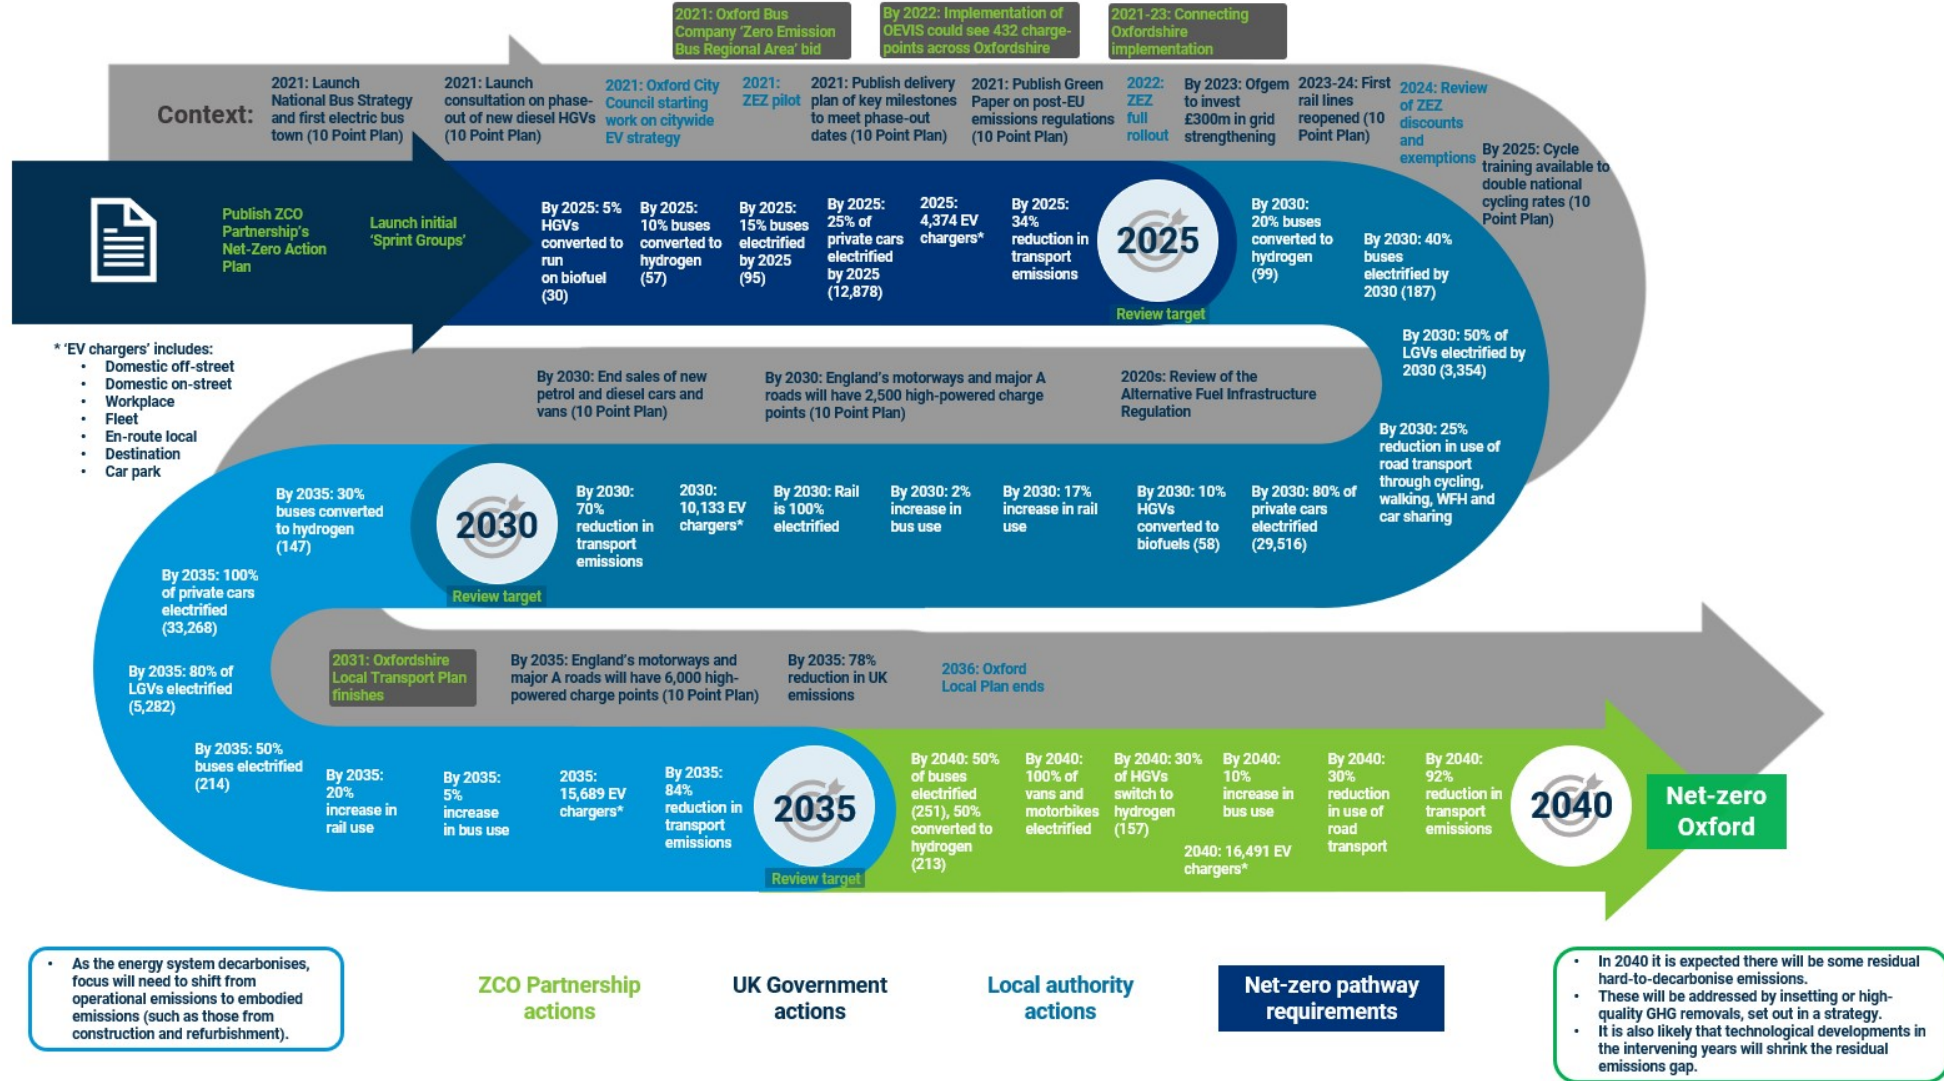 2021: Oxford Bus
Company 'Zero Emission
Bus Regional Area' bid
By 2022: Implementation of
OEVIS could see 432 charge-
points across Oxfordshire
2021-23: Connecting
Oxfordshire
implementation
Context:
2021: Launch
National Bus Strategy
and first electric bus
town (10 Point Plan)
2021: Launch
consultation on phase-
out of new diesel HGVs
(10 Point Plan)
2021: Oxford City
Council starting
work on citywide
EV strategy
2021:
ZEZ pilot
2021: Publish delivery
plan of key milestones
to meet phase-out
dates (10 Point Plan)
2021: Publish Green
Paper on post-EU
emissions regulations
(10 Point Plan)
2022:
ZEZ
full
rollout
By 2023: Ofgem
to invest
£300m in grid
strengthening
2023-24: First
rail lines
reopened (10
Point Plan)
2024: Review
of ZEZ
discounts
and
exemptions
By 2025: Cycle
training available to
double national
cycling rates (10
Point Plan)
Publish ZCO
Partnership's
Net-Zero Action
Plan
Launch initial
'Sprint Groups'
By 2025: 5%
HGVs
converted to
run
on biofuel
(30)
By 2025:
10% buses
converted to
hydrogen
(57)
By 2025:
15% buses
electrified
by 2025
(95)
By 2025:
25% of
private cars
electrified
by 2025
(12,878)
2025:
4,374 EV
chargers*
By 2025:
34%
reduction in
transport
emissions
2025
Review target
By 2030:
20% buses
converted to
hydrogen
(99)
By 2030: 40%
buses
electrified by
2030 (187)
By 2030: 50% of
LGVs electrified by
2030 (3,354)
By 2030: 25%
reduction in use of
road transport
through cycling,
walking, WFH and
car sharing
* 'EV chargers' includes:
• Domestic off-street
• Domestic on-street
• Workplace
• Fleet
• En-route local
• Destination
• Car park
By 2030: End sales of new
petrol and diesel cars and
vans (10 Point Plan)
By 2030: England's motorways and major A
roads will have 2,500 high-powered charge
points (10 Point Plan)
2020s: Review of the
Alternative Fuel Infrastructure
Regulation
2030
Review target
By 2030:
70%
reduction in
transport
emissions
2030:
10,133 EV
chargers*
By 2030: Rail
is 100%
electrified
By 2030: 2%
increase in
bus use
By 2030: 17%
increase in rail
use
By 2030: 10%
HGVs
converted to
biofuels (58)
By 2030: 80% of
private cars
electrified
(29,516)
By 2035: 30%
buses converted
to hydrogen
(147)
By 2035: 100%
of private cars
electrified
(33,268)
By 2035: 80% of
LGVs electrified
(5,282)
By 2035: 50%
buses electrified
(214)
2031: Oxfordshire
Local Transport Plan
finishes
By 2035: England's motorways and
major A roads will have 6,000 high-
powered charge points (10 Point Plan)
By 2035: 78%
reduction in UK
emissions
2036: Oxford
Local Plan ends
By 2035:
20%
increase in
rail use
By 2035:
5%
increase
in bus use
2035:
15,689 EV
chargers*
By 2035:
84%
reduction in
transport
emissions
2035
Review target
By 2040: 50%
of buses
electrified
(251), 50%
converted to
hydrogen
(213)
By 2040:
100% of
vans and
motorbikes
electrified
By 2040: 30%
of HGVs
switch to
hydrogen
(157)
By 2040:
10%
increase in
bus use
2040: 16,491 EV
chargers*
By 2040:
30%
reduction
in use of
road
transport
By 2040:
92%
reduction in
transport
emissions
2040
Net-zero
Oxford
• As the energy system decarbonises,
focus will need to shift from
operational emissions to embodied
emissions (such as those from
construction and refurbishment).
ZCO Partnership
actions
UK Government
actions
Local authority
actions
Net-zero pathway
requirements
• In 2040 it is expected there will be some residual
hard-to-decarbonise emissions.
• These will be addressed by insetting or high-
quality GHG removals, set out in a strategy.
• It is also likely that technological developments in
the intervening years will shrink the residual
emissions gap.